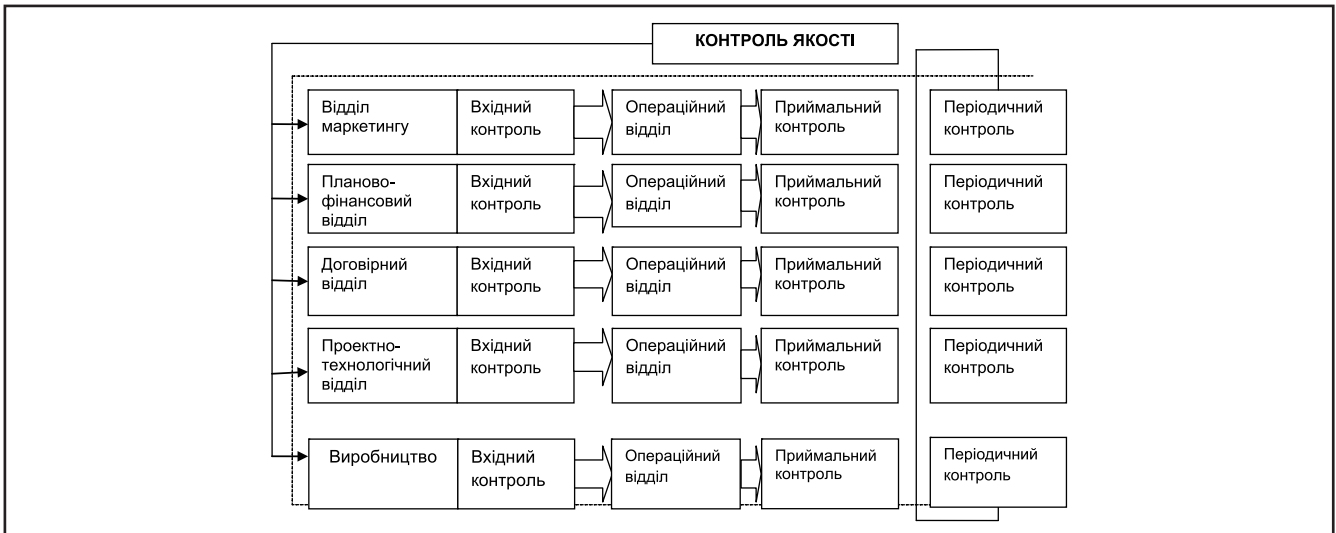 КОНТРОЛЬ ЯКОСТІ
Відділ
маркетингу
Вхідний
контроль
Операційний
відділ
Приймальний
контроль
Періодичний
контроль
Планово-
фінансовий
відділ
Вхідний
контроль
Операційний
відділ
Приймальний
контроль
Періодичний
контроль
Договірний
відділ
Вхідний
контроль
Операційний
відділ
Приймальний
контроль
Періодичний
контроль
Проектно-
технологічний
відділ
Вхідний
контроль
Операційний
відділ
Приймальний
контроль
Періодичний
контроль
Виробництво
Вхідний
контроль
Операційний
відділ
Приймальний
контроль
Періодичний
контроль